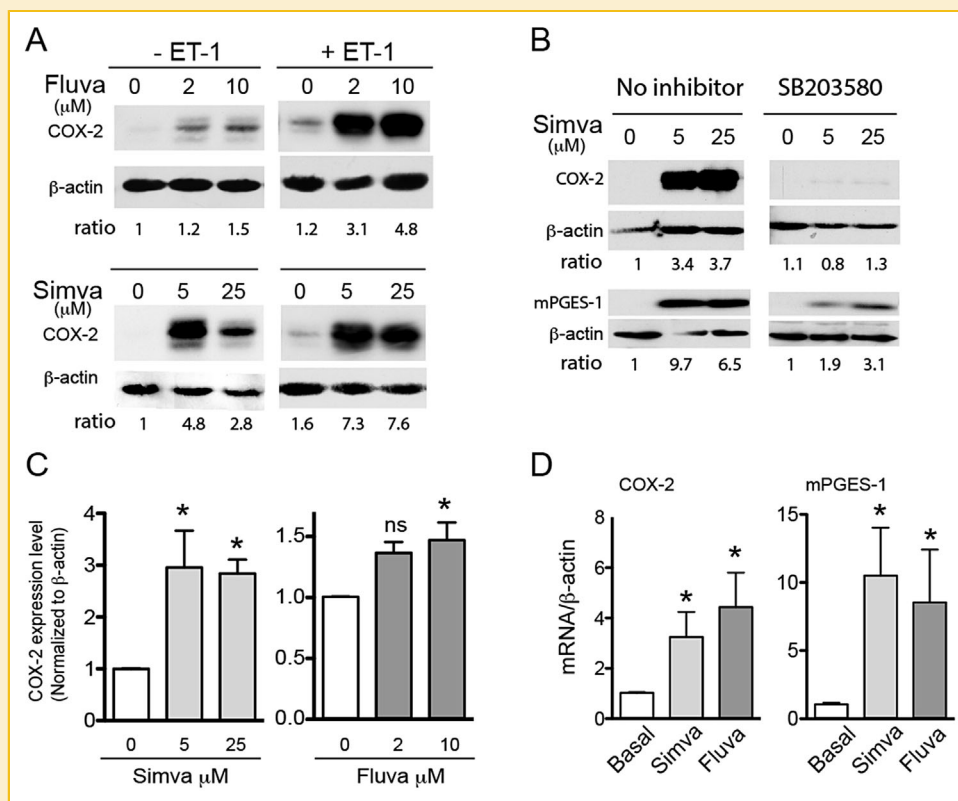 A
- ET-1 + ET-1
Fluva 0 2 10 0 2 10
(μM)
COX-2
β-actin
ratio 1 1.2 1.5 1.2 3.1 4.8
Simva 0 5 25 0 5 25
(μM)
COX-2
β-actin
ratio 1 4.8 2.8 1.6 7.3 7.6
B
No inhibitor SB203580
Simva 0 5 25 0 5 25
(μM)
COX-2
β-actin
ratio 1 3.4 3.7 1.1 0.8 1.3
mPGES-1
β-actin
ratio 1 9.7 6.5 1 1.9 3.1
C
COX-2 expression level
(Normalized to β-actin)
4
3
2
1
0
* *
0 5 25
Simva μM
1.5
1.0
0.5
0.0
ns *
0 2 10
Fluva μM
D
COX-2
mRNA/β-actin
8
6
4
2
0
* *
Basal Simva Fluva
mPGES-1
15
10
5
0
* *
Basal Simva Fluva